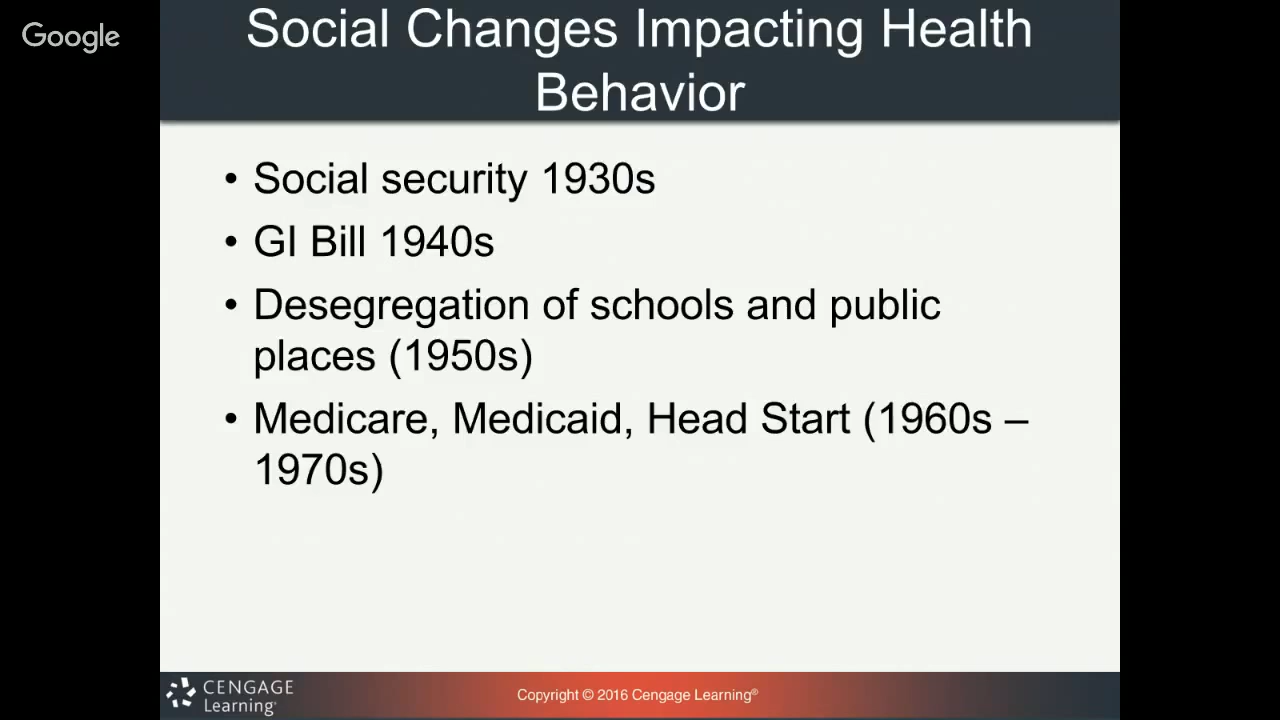 Google
Social Changes Impacting Health
Behavior
• Social security 1930s
• GI Bill 1940s
• Desegregation of schools and public
places (1950s)
• Medicare, Medicaid, Head Start (1960s –
1970s)
CENGAGE
Learning·
Copyright © 2016 Cengage Learning®